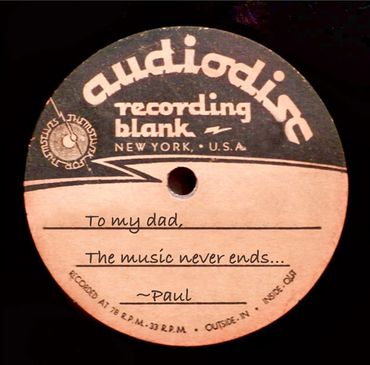 audiodisc
recording
blank
NEW YORK, • U.S.A.
To my dad,
The music never ends...
~Paul
RECORDED AT 78 R.P.M.-33 R.P.M. • OUTSIDE-IN • INSIDE-OUT